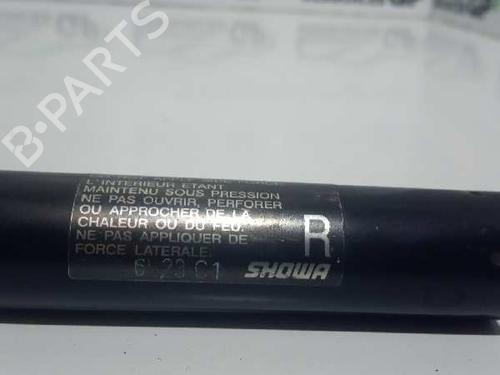 L'INTERIEUR ETANT
MAINTENU SOUS PRESSION
NE PAS OUVRIR, PERFORER
OU APPROCHER DE LA
CHALEUR OU DU FEU.
NE PAS APPLIQUER DE
FORCE LATERALE.
R
6 23 C1
SHOWA
B-PARTS